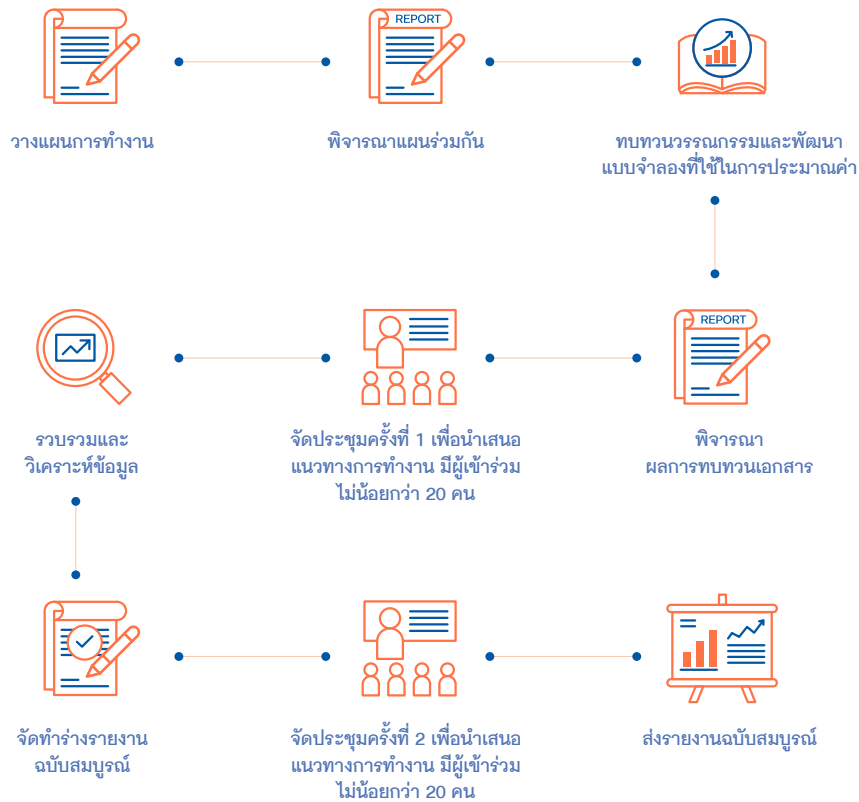 REPORT
วางแผนการทำงาน
พิจารณาแผนร่วมกัน
ทบทวนวรรณกรรมและพัฒนา
แบบจำลองที่ใช้ในการประมาณค่า
REPORT
รวบรวมและ
วิเคราะห์ข้อมูล
จัดประชุมครั้งที่ 1 เพื่อนำเสนอ
แนวทางการทำงาน มีผู้เข้าร่วม
ไม่น้อยกว่า 20 คน
พิจารณา
ผลการทบทวนเอกสาร
จัดทำร่างรายงาน
ฉบับสมบูรณ์
จัดประชุมครั้งที่ 2 เพื่อนำเสนอ
แนวทางการทำงาน มีผู้เข้าร่วม
ไม่น้อยกว่า 20 คน
ส่งรายงานฉบับสมบูรณ์